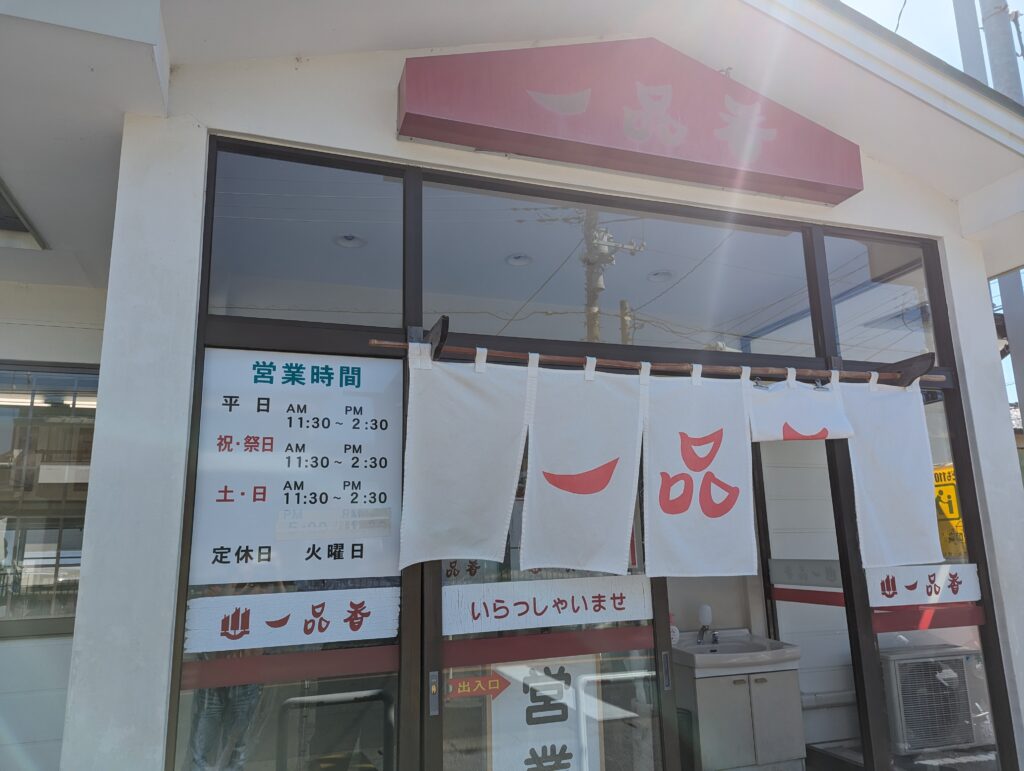 一品香
営業時間
平日 AM 11:30~ PM 2:30
祝・祭日 AM 11:30~ PM 2:30
土・日 AM 11:30~ PM 2:30
定休日 火曜日
一品香
一品
いらっしゃいませ
出入口
営業
一品香